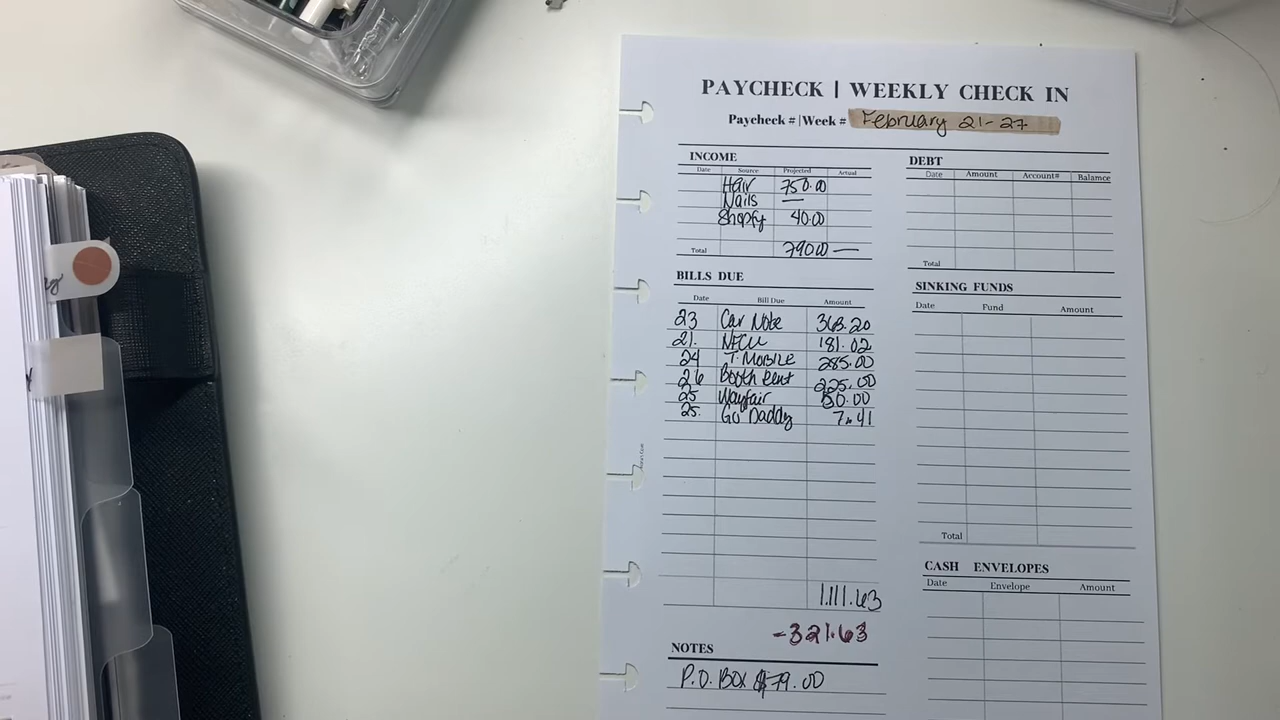 PAYCHECK | WEEKLY CHECK IN
Paycheck # |Week # February 21-27
INCOME
Date Source Projected Actual
Hair 750.00
Nails —
Shopfy 40.00
Total 790.00 —
BILLS DUE
Date Bill Due Amount
23 Car Note 363.20
21. NFCU 181.02
24 T. Mobile 285.00
26 Booth Rent 225.00
25 Wayfair 50.00
25. Go Daddy 7.41
1,111.63
-321.63
NOTES
P.O. BOX $79.00
DEBT
Date Amount Account# Balamce
Total
SINKING FUNDS
Date Fund Amount
Total
CASH ENVELOPES
Date Envelope Amount